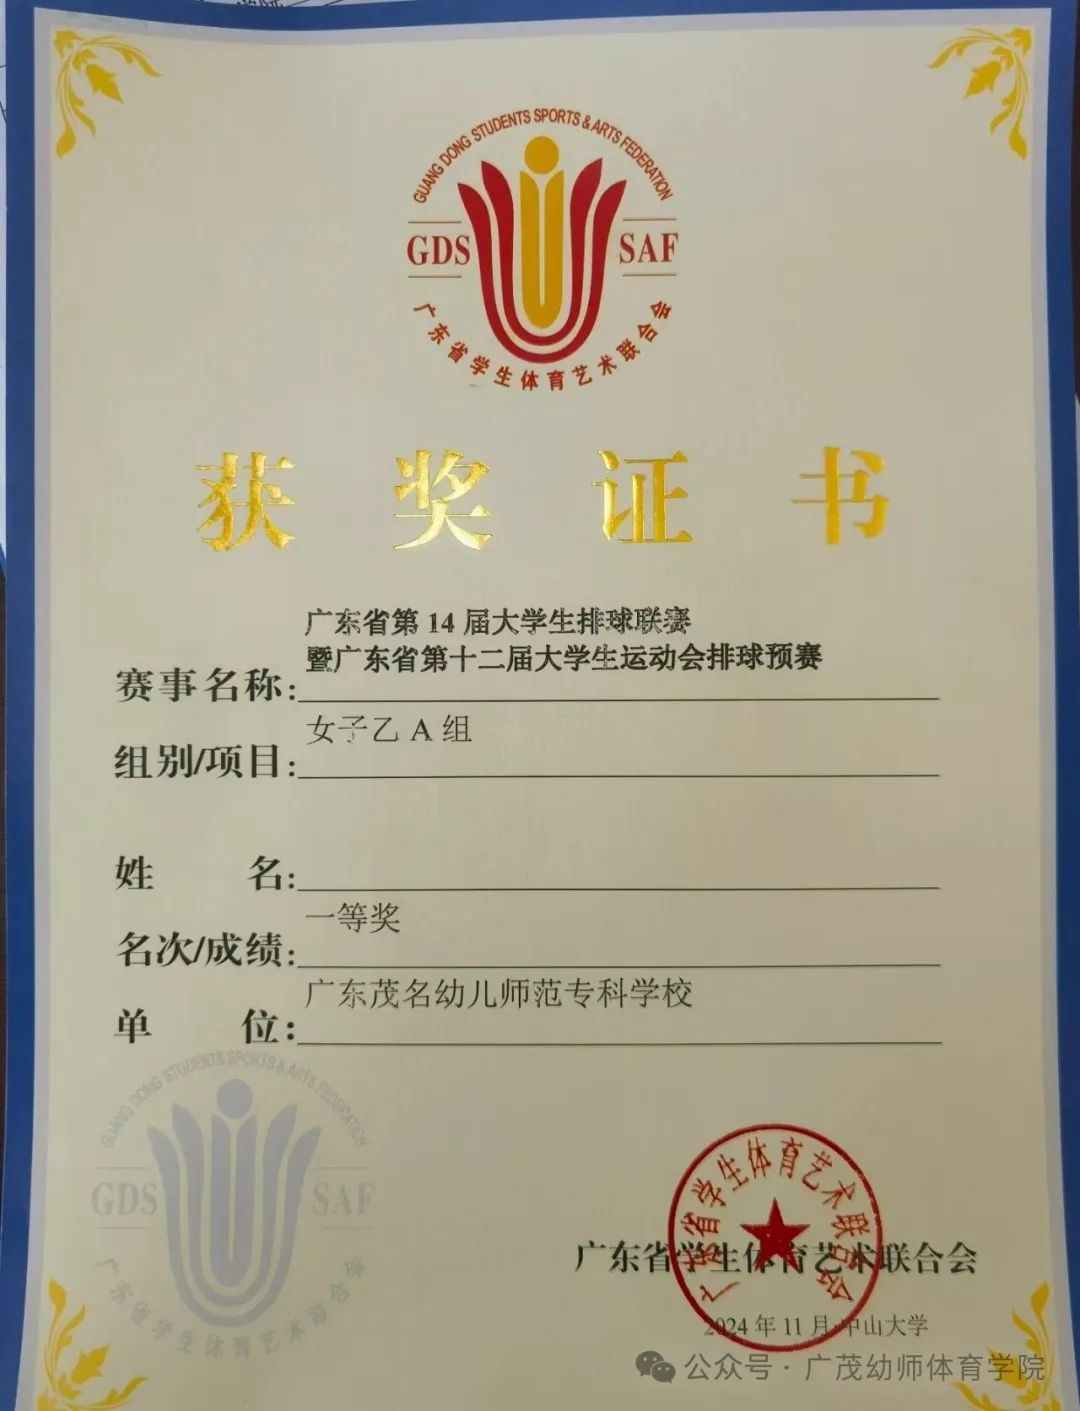 GUANG DONG STUDENTS SPORTS & ARTS FEDERATION
GDS SAF
广东省学生体育艺术联合会
获奖证书
广东省第14届大学生排球联赛
暨广东省第十二届大学生运动会排球预赛
赛事名称:
女子乙A组
组别/项目:
姓名:
一等奖
名次/成绩:
广东茂名幼儿师范专科学校
单位:
GUANG DONG STUDENTS SPORTS & ARTS FEDERATION
GDS SAF
广东省学生体育艺术联合会
广东省学生体育艺术联合会
广东省学生体育艺术联合会
2024年11月·中山大学
公众号·广茂幼师体育学院